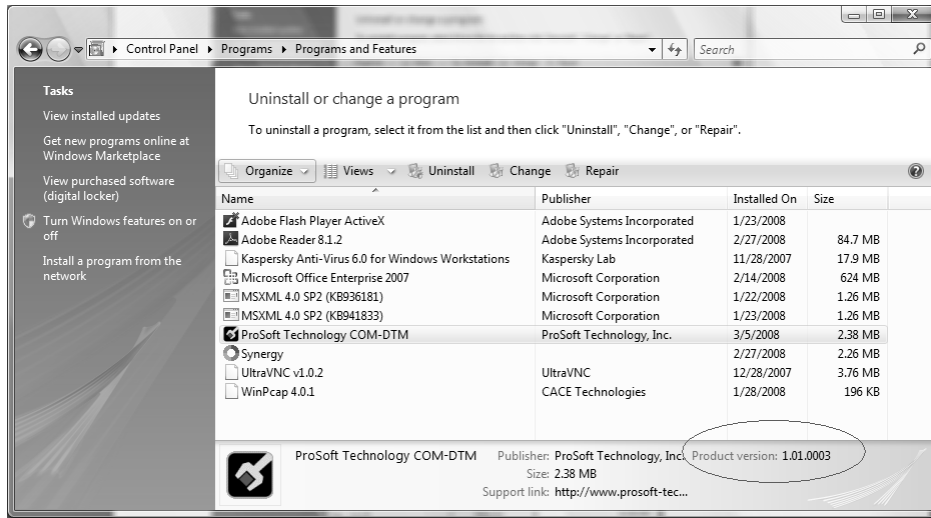 Control Panel ▸ Programs ▸ Programs and Features
Search
Tasks
View installed updates
Get new programs online at
Windows Marketplace
View purchased software
(digital locker)
Turn Windows features on or
off
Install a program from the
network
Uninstall or change a program
To uninstall a program, select it from the list and then click "Uninstall", "Change", or "Repair".
Organize Views Uninstall Change Repair
Name Publisher Installed On Size
Adobe Flash Player ActiveX Adobe Systems Incorporated 1/23/2008
Adobe Reader 8.1.2 Adobe Systems Incorporated 2/27/2008 84.7 MB
Kaspersky Anti-Virus 6.0 for Windows Workstations Kaspersky Lab 11/28/2007 17.9 MB
Microsoft Office Enterprise 2007 Microsoft Corporation 2/14/2008 624 MB
MSXML 4.0 SP2 (KB936181) Microsoft Corporation 1/22/2008 1.26 MB
MSXML 4.0 SP2 (KB941833) Microsoft Corporation 1/23/2008 1.26 MB
ProSoft Technology COM-DTM ProSoft Technology, Inc. 3/5/2008 2.38 MB
Synergy 2/27/2008 2.26 MB
UltraVNC v1.0.2 UltraVNC 12/28/2007 3.76 MB
WinPcap 4.0.1 CACE Technologies 1/28/2008 196 KB
ProSoft Technology COM-DTM Publisher: ProSoft Technology, Inc. Product version: 1.01.0003
Size: 2.38 MB
Support link: http://www.prosoft-tec...